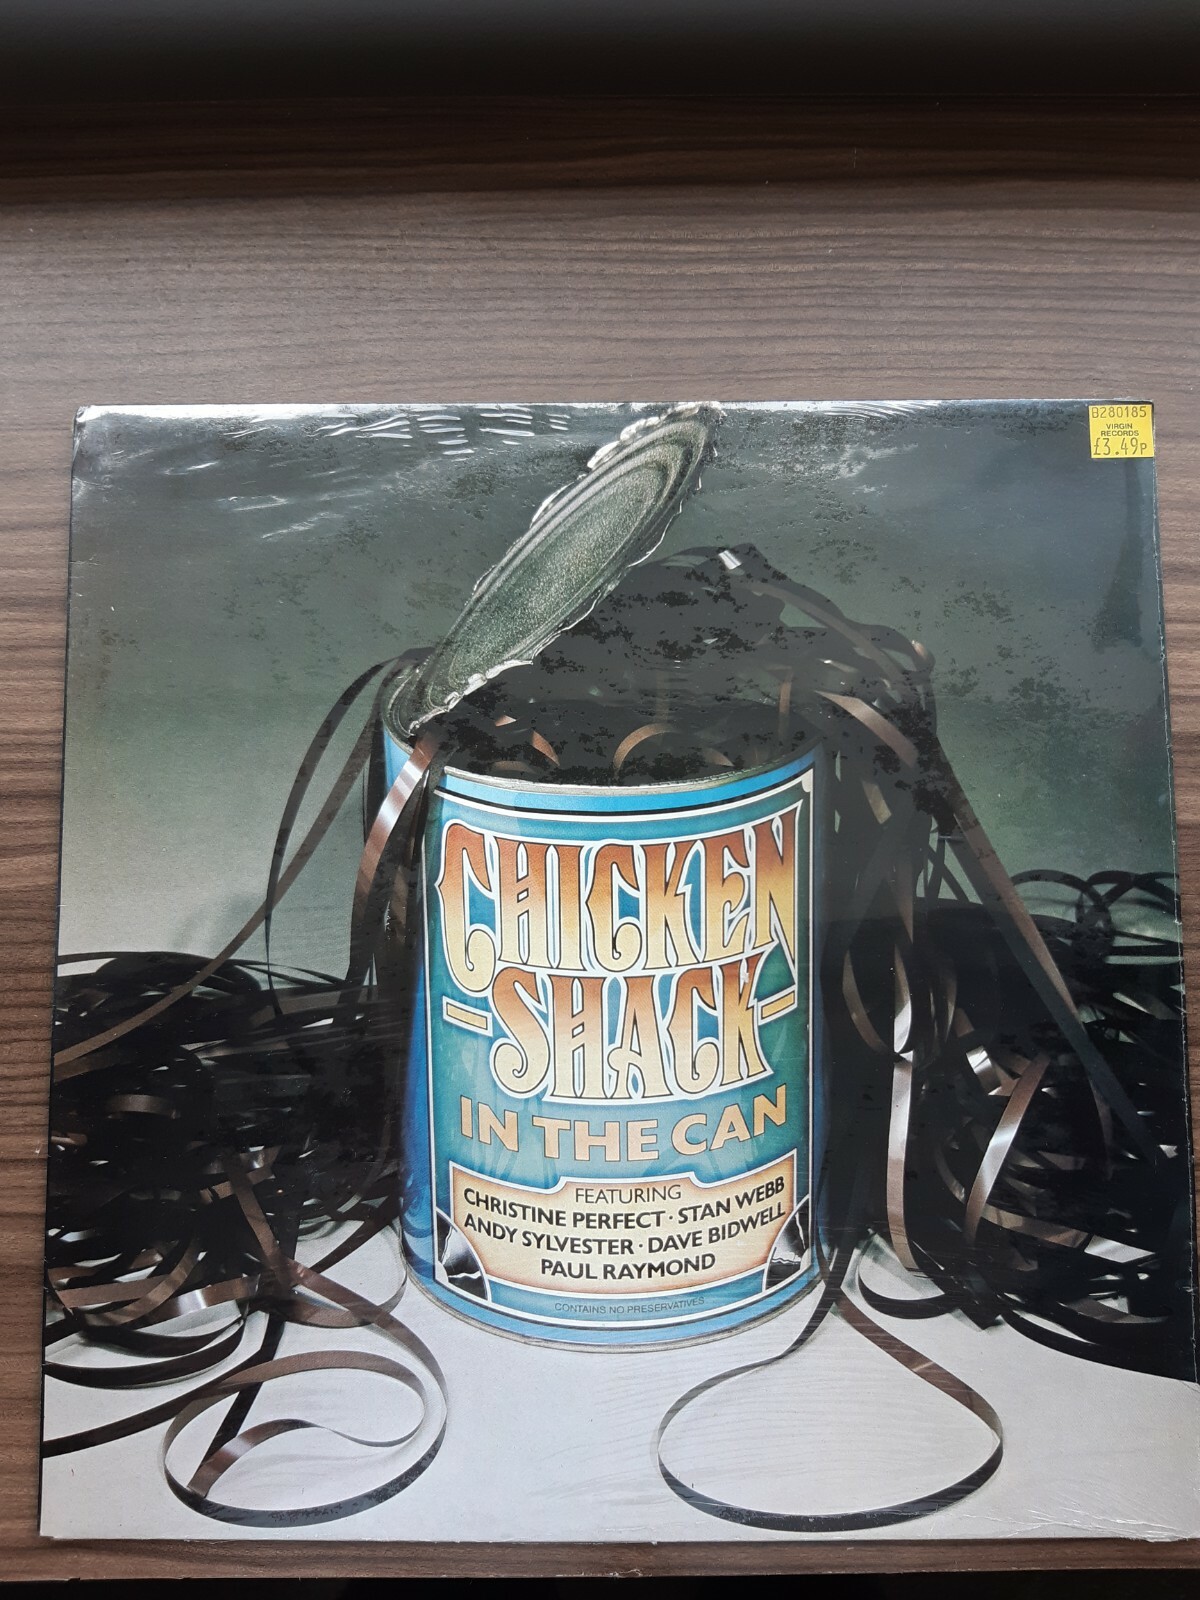 B280185
VIRGIN
RECORDS
£3.49P
CHICKEN
-SHACK-
IN THE CAN
FEATURING
CHRISTINE PERFECT · STAN WEBB
ANDY SYLVESTER · DAVE BIDWELL
PAUL RAYMOND
CONTAINS NO PRESERVATIVES